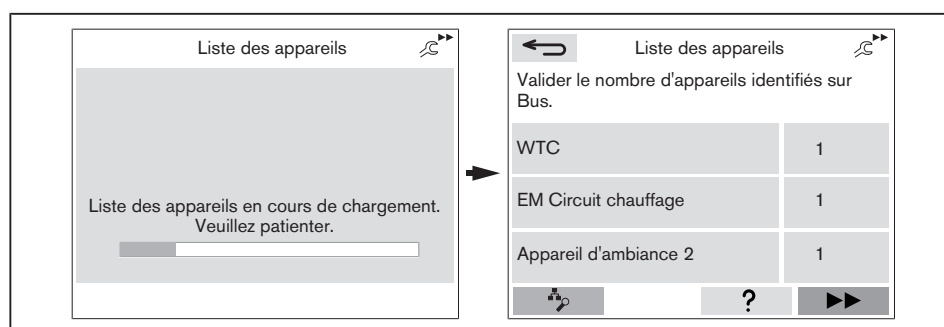 Liste des appareils
Liste des appareils en cours de chargement.
Veuillez patienter.
Liste des appareils
Valider le nombre d'appareils identifiés sur
Bus.
WTC 1
EM Circuit chauffage 1
Appareil d'ambiance 2 1
?